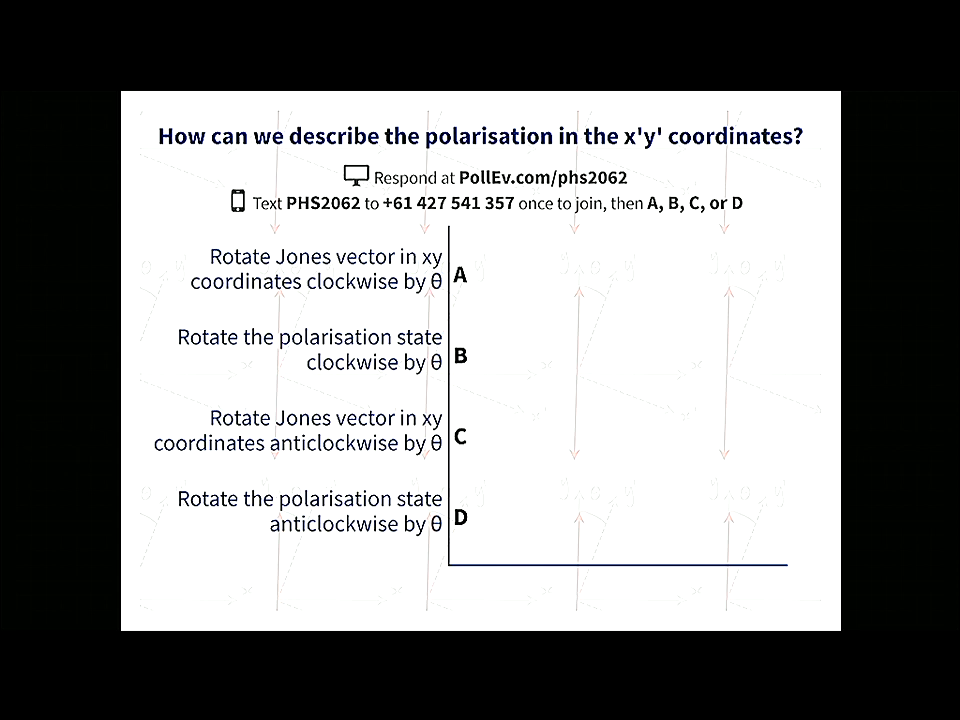 How can we describe the polarisation in the x'y' coordinates?
Respond at PollEv.com/phs2062
Text PHS2062 to +61 427 541 357 once to join, then A, B, C, or D
Rotate Jones vector in xy
coordinates clockwise by θ
A
Rotate the polarisation state
clockwise by θ
B
Rotate Jones vector in xy
coordinates anticlockwise by θ
C
Rotate the polarisation state
anticlockwise by θ
D